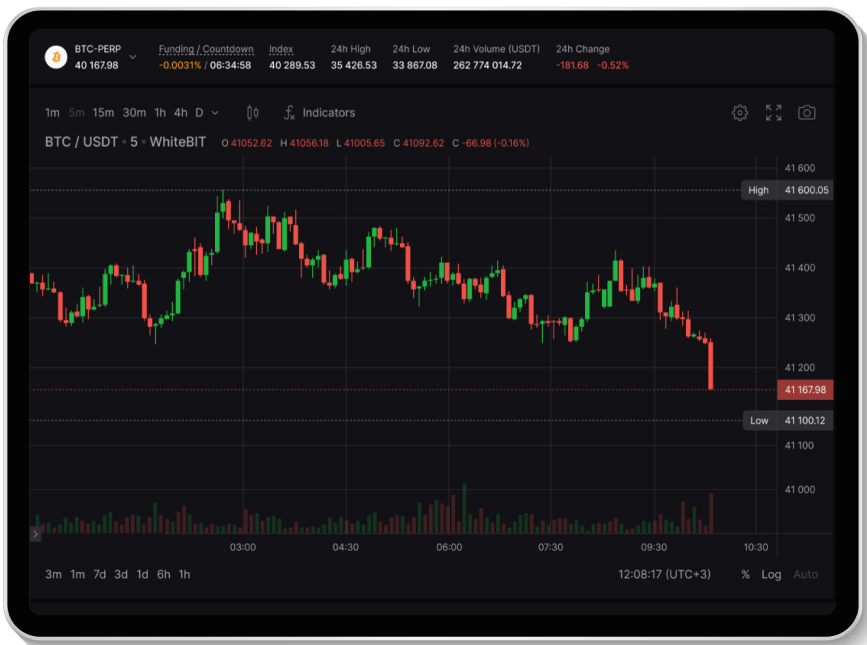 BTC-PERP Funding / Countdown Index 24h High 24h Low 24h Volume (USDT) 24h Change
40 167.98 -0.0031% / 06:34:58 40 289.53 35 426.53 33 867.08 262 774 014.72 -181.68 -0.52%
1m 5m 15m 30m 1h 4h D Indicators
BTC / USDT • 5 • WhiteBIT O 41052.62 H 41056.18 L 41005.65 C 41092.62 C -66.98 (-0.16%)
41 600
High 41 600.05
41 500
41 400
41 300
41 200
41 167.98
Low 41 100.12
41 100
41 000
03:00 04:30 06:00 07:30 09:30 10:30
3m 1m 7d 3d 1d 6h 1h 12:08:17 (UTC+3) % Log Auto